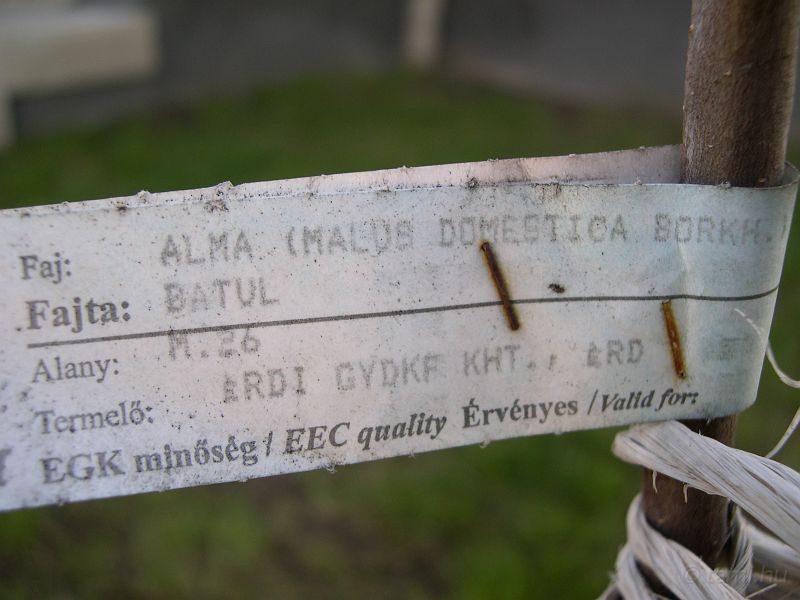 Faj: ALMA (MALUS DOMESTICA BORKH.)
Fajta: BATUL
Alany: M.26
Termelő: ÉRDI GYDKF KHT., ÉRD
EGK minőség / EEC quality Érvényes / Valid for: